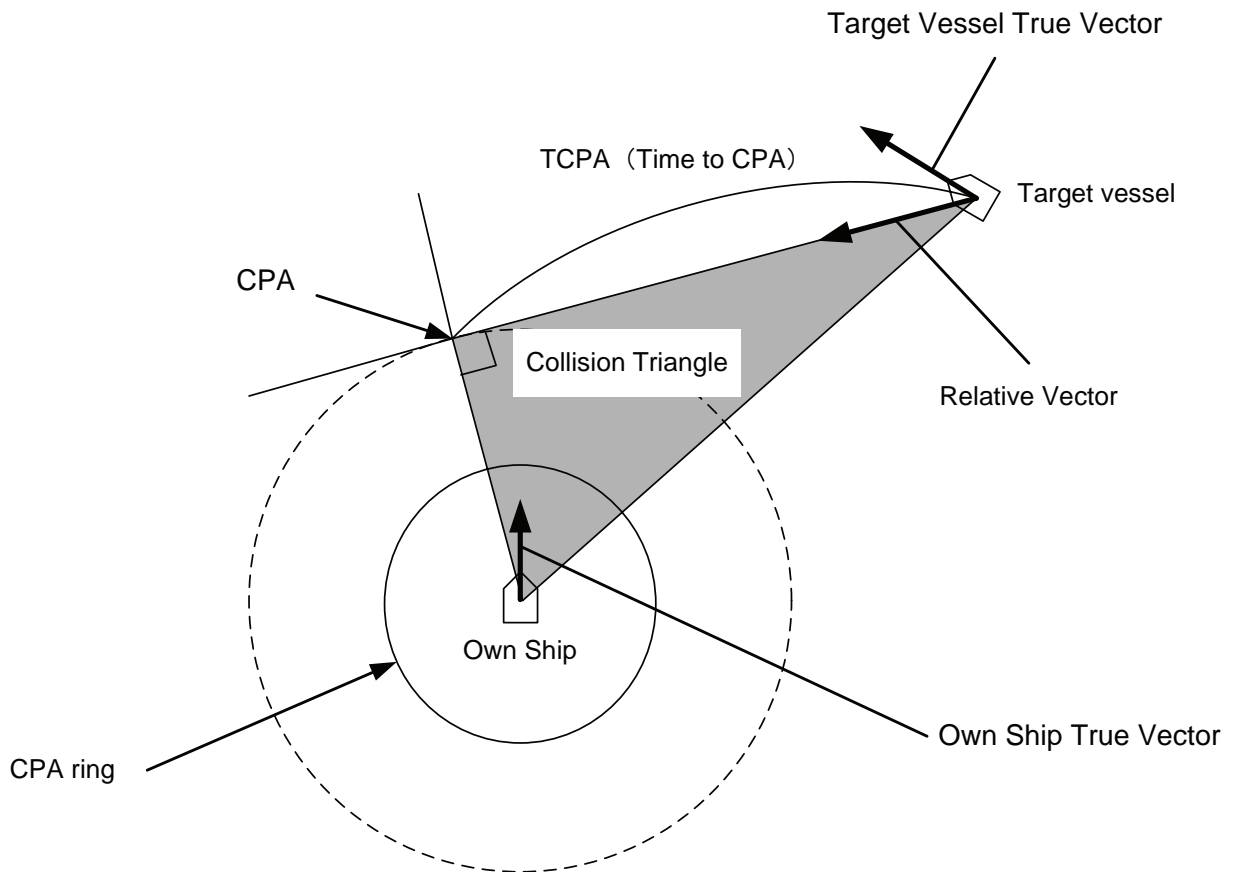 Target Vessel True Vector
TCPA（Time to CPA）
Target vessel
CPA
Collision Triangle
Relative Vector
Own Ship
Own Ship True Vector
CPA ring